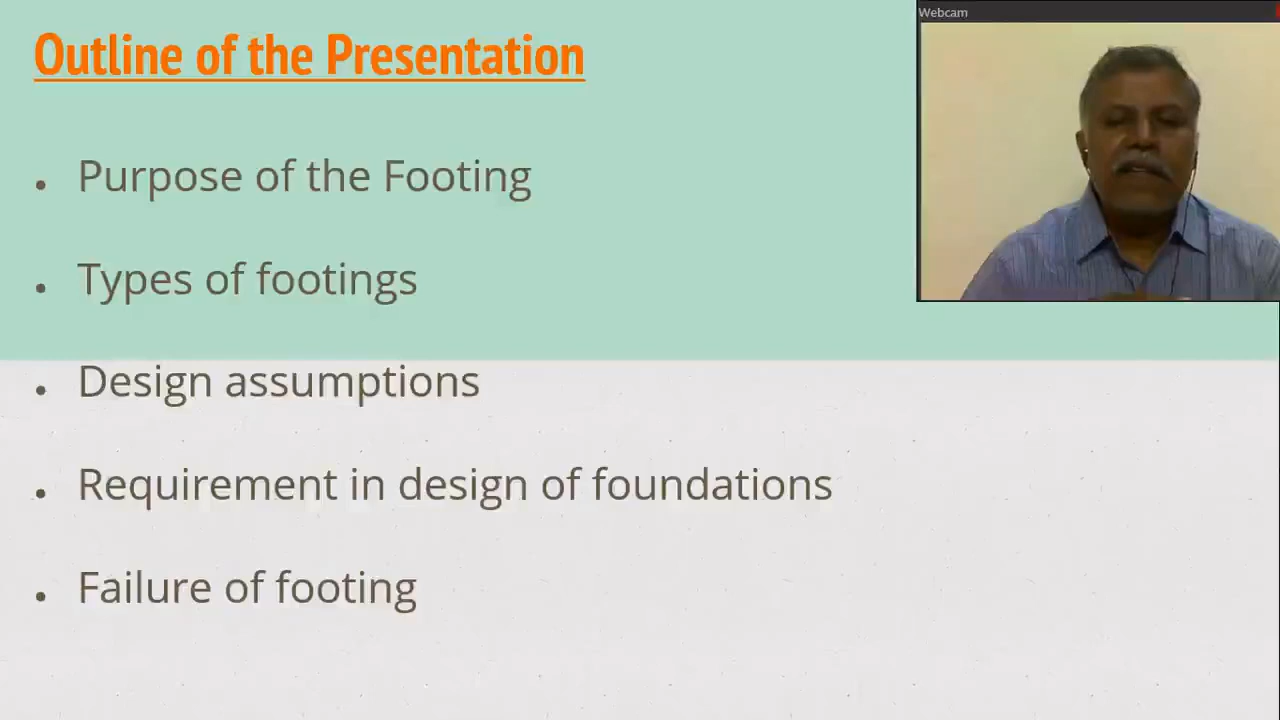 Outline of the Presentation
Webcam
• Purpose of the Footing
• Types of footings
• Design assumptions
• Requirement in design of foundations
• Failure of footing